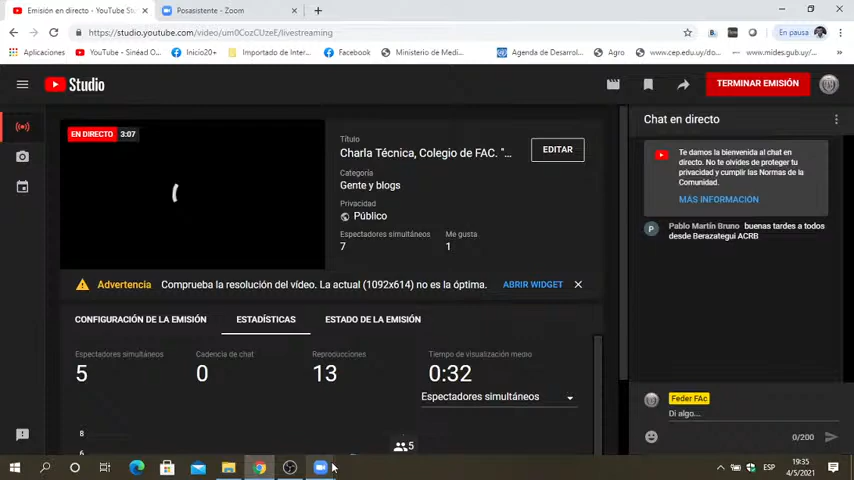 Emisión en directo - YouTube St
Posasistente - Zoom
https://studio.youtube.com/video/um0CozCUzeE/livestreaming
En pausa
Aplicaciones
YouTube - Sinéad O...
Inicio20+
Importado de Inter...
Facebook
Ministerio de Medi...
Agenda de Desarrol...
Agro
www.cep.edu.uy/do...
www.mides.gub.uy/...
Studio
TERMINAR EMISIÓN
EN DIRECTO 3:07
Título
Charla Técnica, Colegio de FAC. "...
EDITAR
Categoría
Gente y blogs
Privacidad
Público
Espectadores simultáneos
7
Me gusta
1
Advertencia Comprueba la resolución del vídeo. La actual (1092x614) no es la óptima.
ABRIR WIDGET
CONFIGURACIÓN DE LA EMISIÓN
ESTADÍSTICAS
ESTADO DE LA EMISIÓN
Espectadores simultáneos
5
Cadencia de chat
0
Reproducciones
13
Tiempo de visualización medio
0:32
Espectadores simultáneos
8
6
5
Chat en directo
Te damos la bienvenida al chat en
directo. No te olvides de proteger tu
privacidad y cumplir las Normas de la
Comunidad.
MÁS INFORMACIÓN
P
Pablo Martín Bruno buenas tardes a todos
desde Berazategui ACRB
Feder FAc
Di algo...
0/200
ESP
19:35
4/5/2021